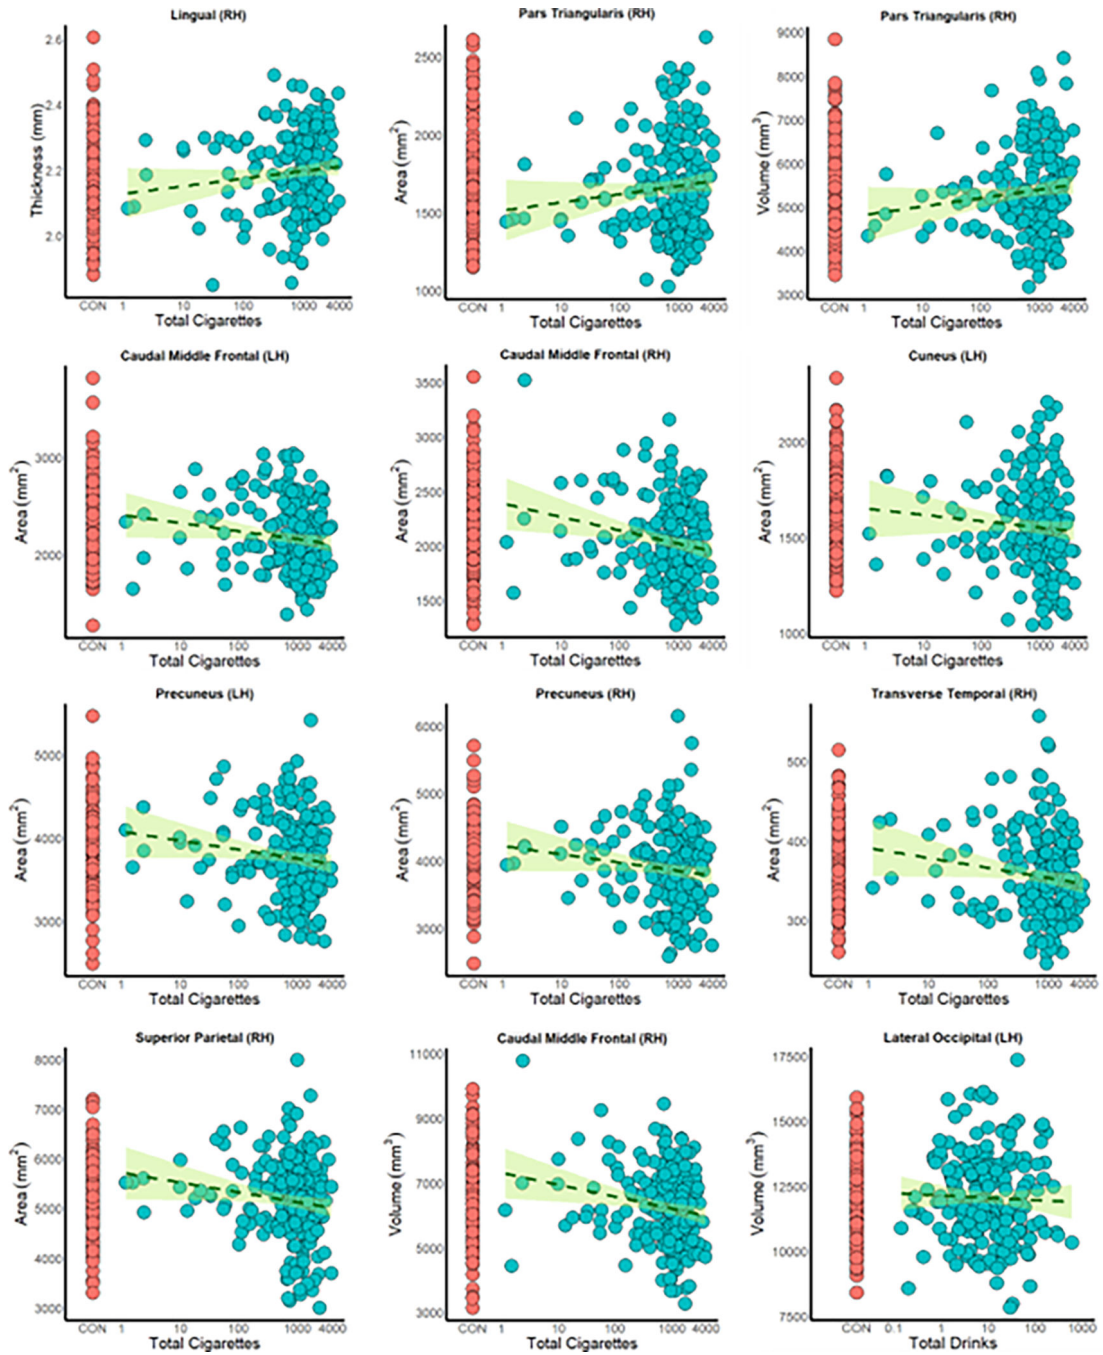 Lingual (RH)
Thickness (mm)
2.6
2.4
2.2
2.0
CON 1 10 100 1000 4000
Total Cigarettes
Pars Triangularis (RH)
Area (mm²)
2500
2000
1500
1000
CON 1 10 100 1000 4000
Total Cigarettes
Pars Triangularis (RH)
Volume (mm³)
9000
8000
7000
6000
5000
4000
3000
CON 1 10 100 1000 4000
Total Cigarettes
Caudal Middle Frontal (LH)
Area (mm²)
3000
2000
CON 1 10 100 1000 4000
Total Cigarettes
Caudal Middle Frontal (RH)
Area (mm²)
3500
3000
2500
2000
1500
CON 1 10 100 1000 4000
Total Cigarettes
Cuneus (LH)
Area (mm²)
2000
1500
1000
CON 1 10 100 1000 4000
Total Cigarettes
Precuneus (LH)
Area (mm²)
5000
4000
3000
CON 1 10 100 1000 4000
Total Cigarettes
Precuneus (RH)
Area (mm²)
6000
5000
4000
3000
CON 1 10 100 1000 4000
Total Cigarettes
Transverse Temporal (RH)
Area (mm²)
500
400
300
CON 1 10 100 1000 4000
Total Cigarettes
Superior Parietal (RH)
Area (mm²)
8000
7000
6000
5000
4000
3000
CON 1 10 100 1000 4000
Total Cigarettes
Caudal Middle Frontal (RH)
Volume (mm³)
11000
9000
7000
5000
3000
CON 1 10 100 1000 4000
Total Cigarettes
Lateral Occipital (LH)
Volume (mm³)
17500
15000
12500
10000
7500
CON 0.1 1 10 100 1000
Total Drinks